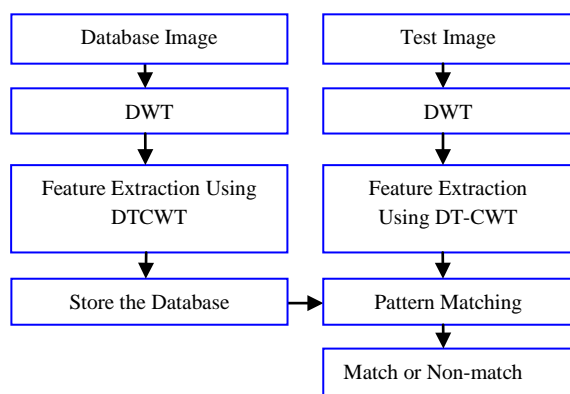 Database Image
Test Image
DWT
DWT
Feature Extraction Using
DTCWT
Feature Extraction
Using DT-CWT
Store the Database
Pattern Matching
Match or Non-match